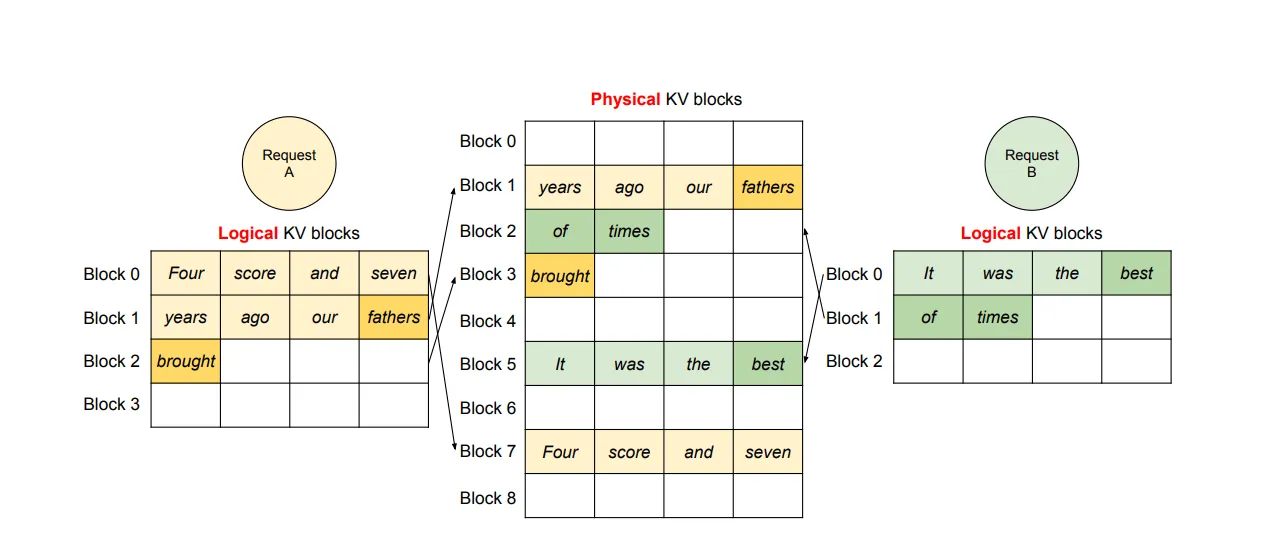 Physical KV blocks
Request
A
Logical KV blocks
Block 0 Four score and seven
Block 1 years ago our fathers
Block 2 brought
Block 3
Block 0
Block 1 years ago our fathers
Block 2 of times
Block 3 brought
Block 4
Block 5 It was the best
Block 6
Block 7 Four score and seven
Block 8
Request
B
Logical KV blocks
Block 0 It was the best
Block 1 of times
Block 2